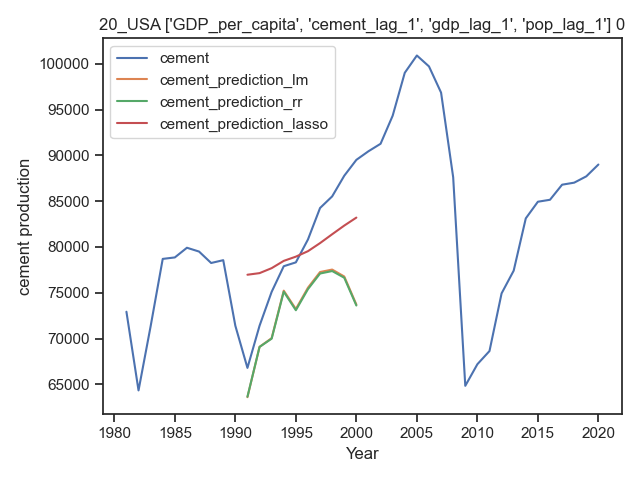 20_USA ['GDP_per_capita', 'cement_lag_1', 'gdp_lag_1', 'pop_lag_1'] 0
cement
cement_prediction_lm
cement_prediction_rr
cement_prediction_lasso
cement production
100000
95000
90000
85000
80000
75000
70000
65000
1980 1985 1990 1995 2000 2005 2010 2015 2020
Year